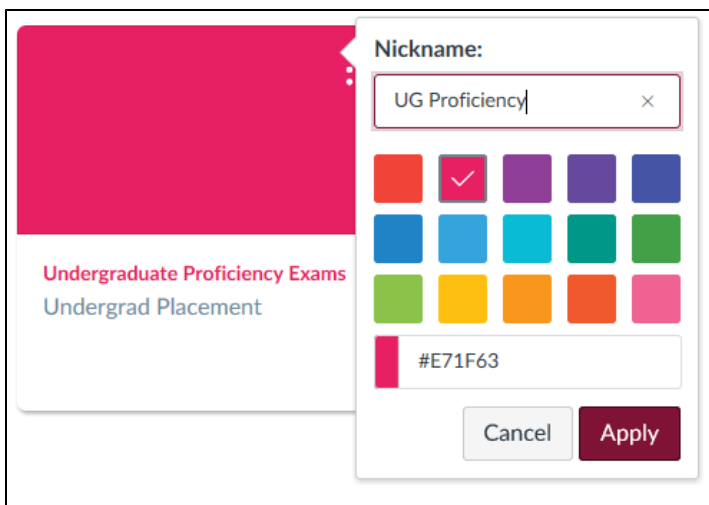 Undergraduate Proficiency Exams
Undergrad Placement
Nickname:
UG Proficiency
#E71F63
Cancel
Apply